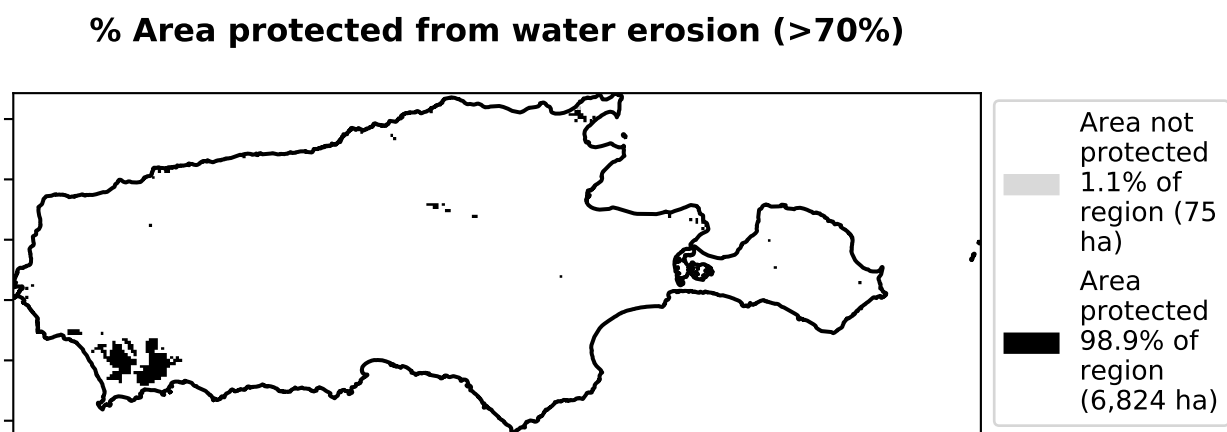 % Area protected from water erosion (>70%)
Area not
protected
1.1% of
region (75
ha)
Area
protected
98.9% of
region
(6,824 ha)